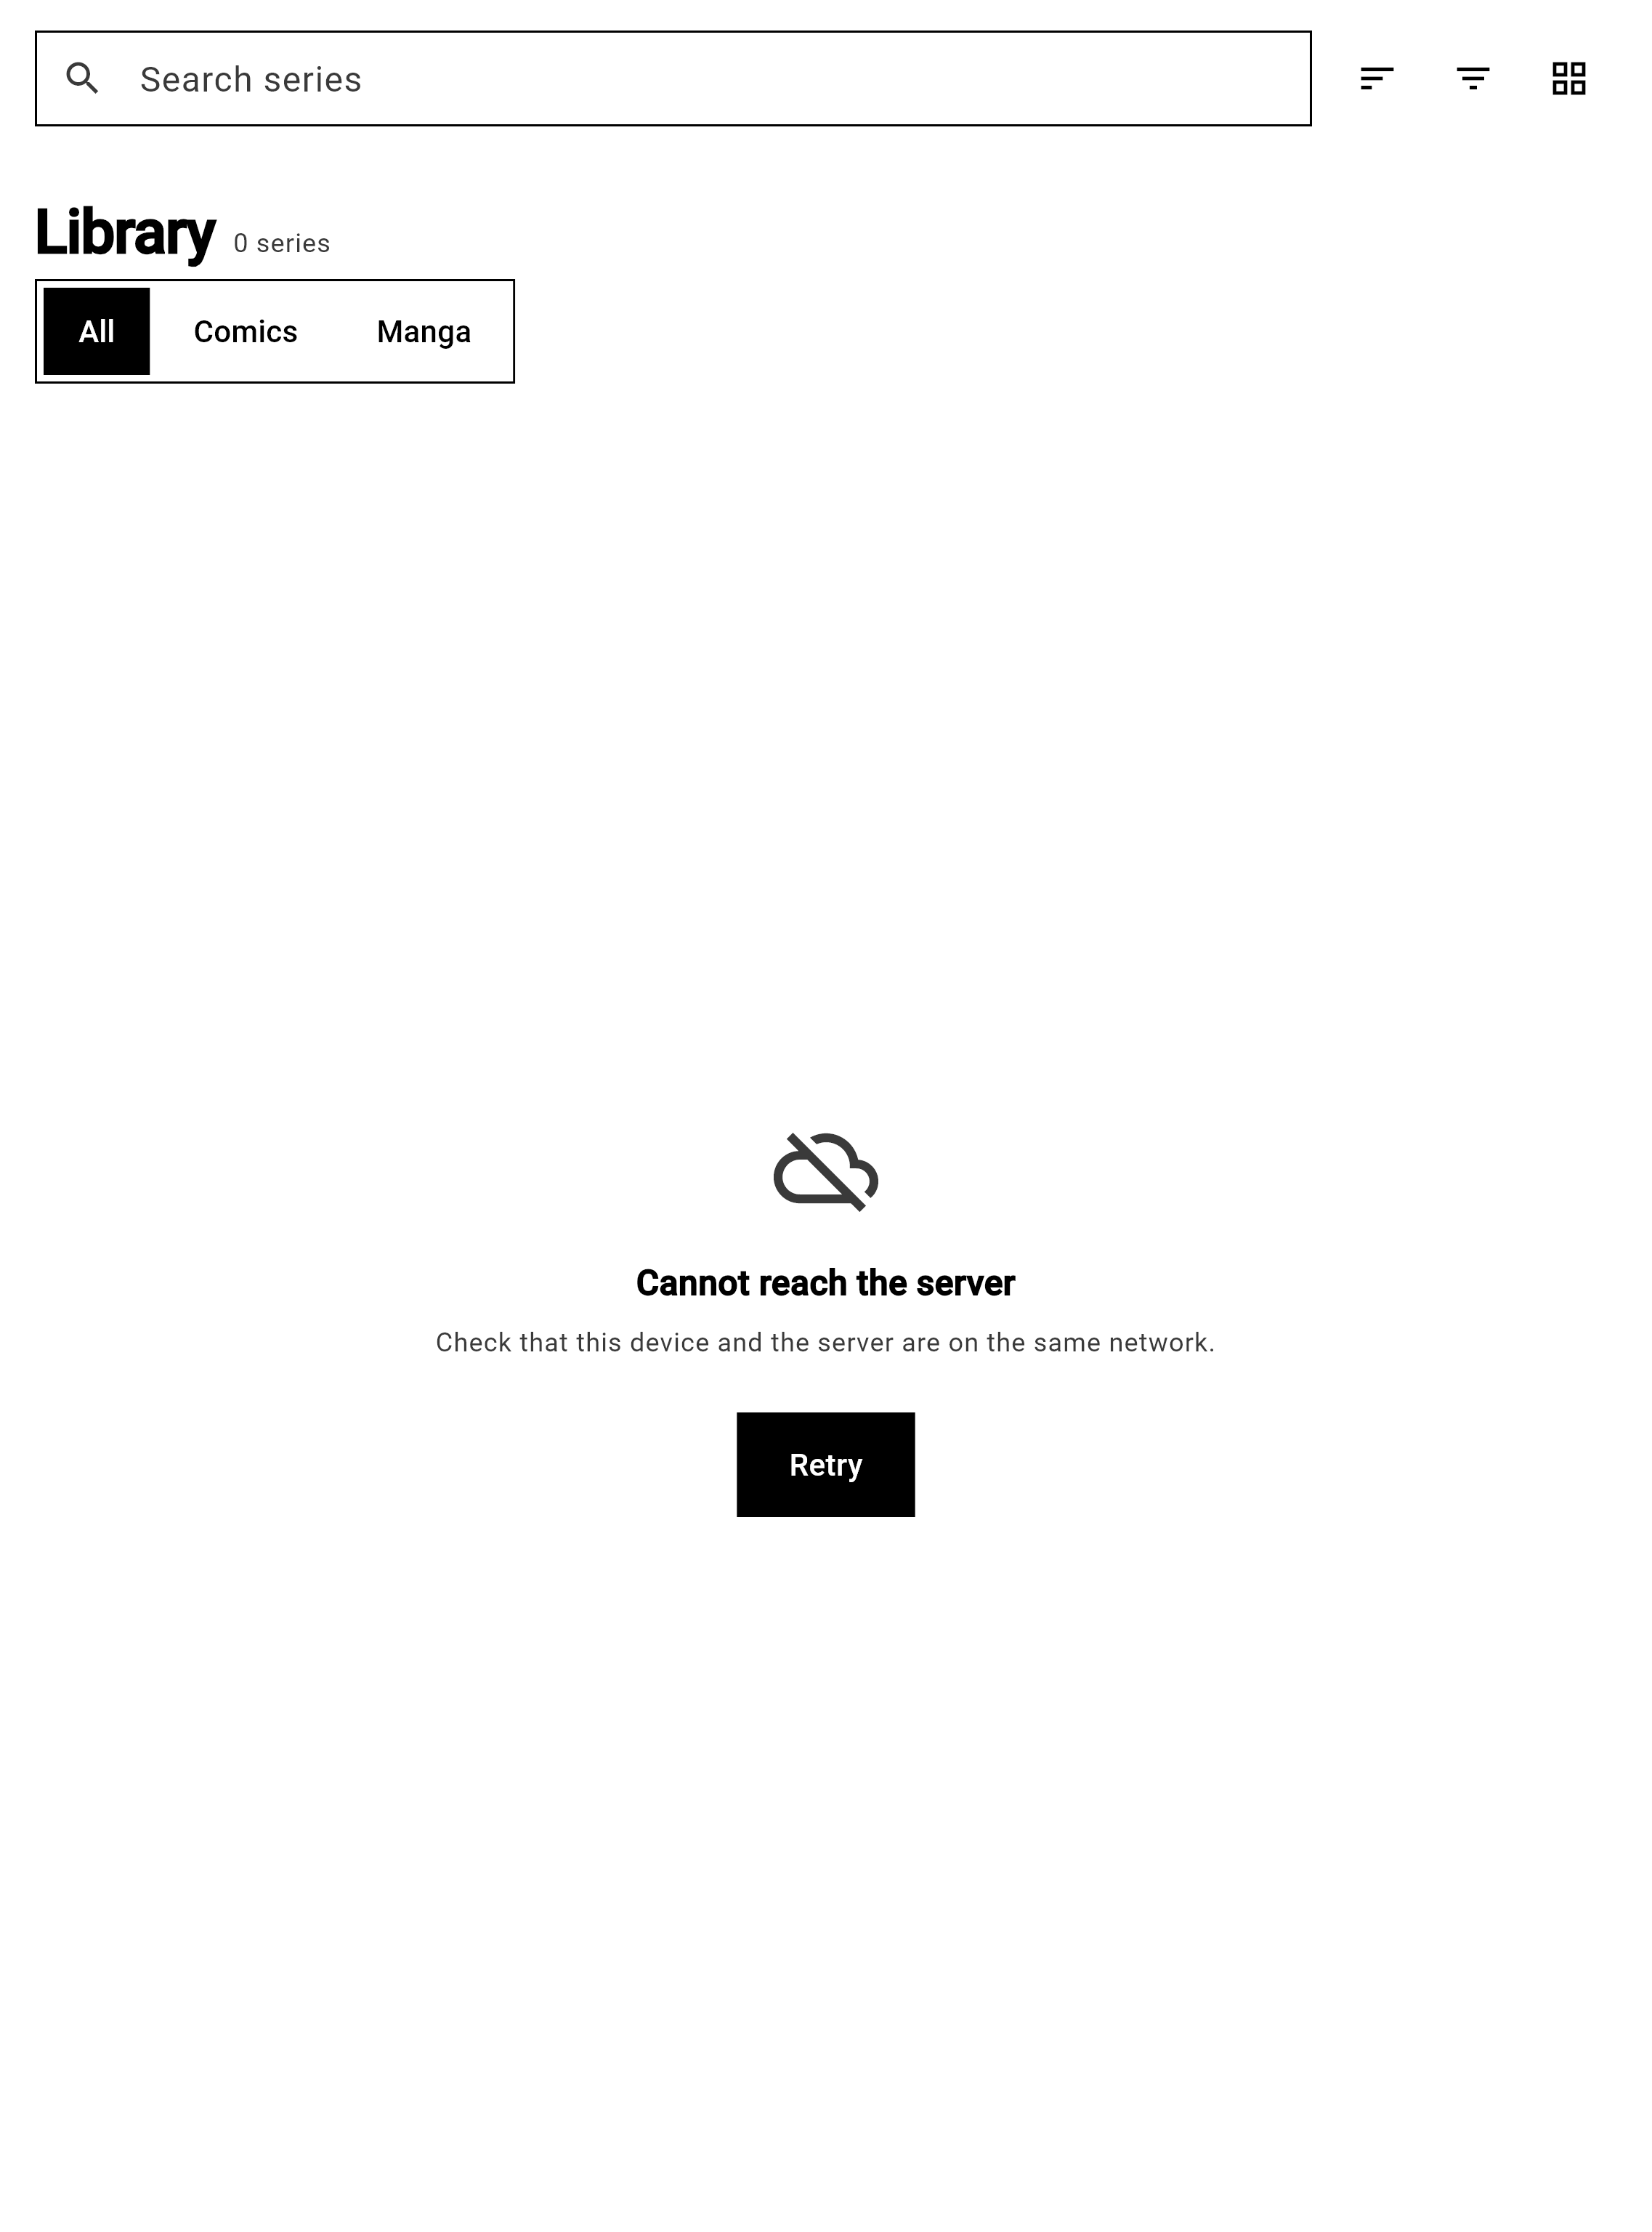 Search series
Library 0 series
All Comics Manga
Cannot reach the server
Check that this device and the server are on the same network.
Retry